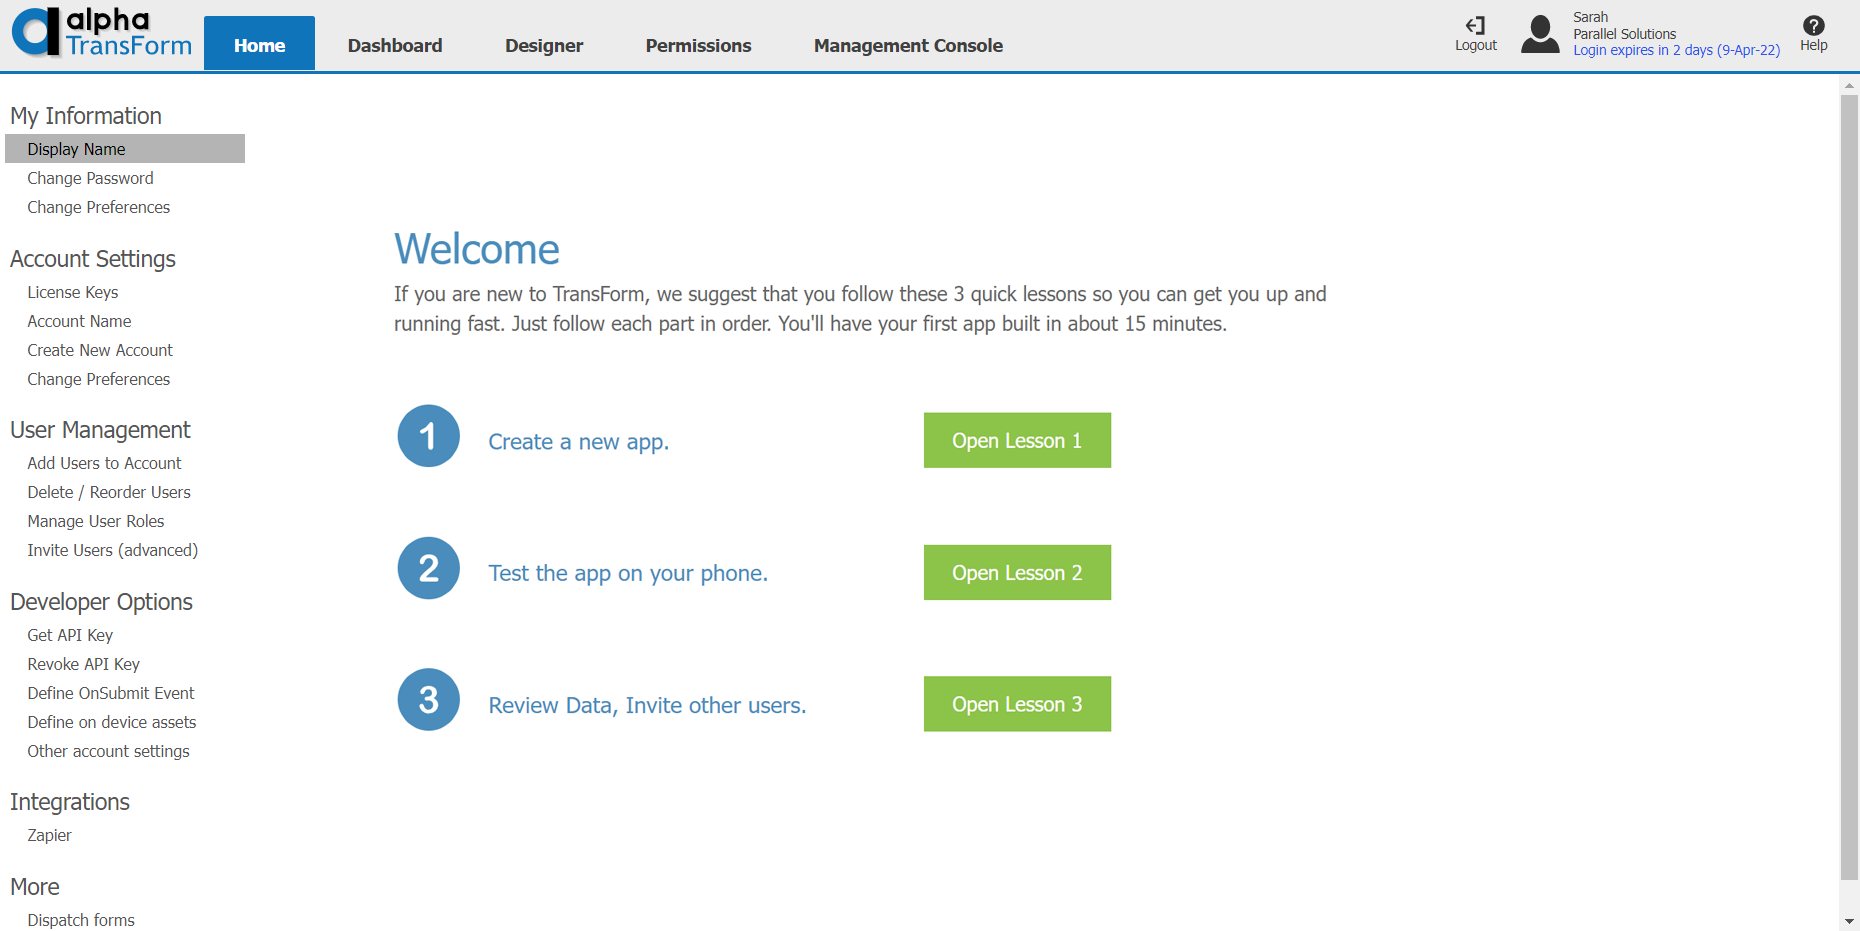 alpha
TransForm
Home
Dashboard
Designer
Permissions
Management Console
Logout
Sarah
Parallel Solutions
Login expires in 2 days (9-Apr-22)
Help
My Information
Display Name
Change Password
Change Preferences
Account Settings
License Keys
Account Name
Create New Account
Change Preferences
User Management
Add Users to Account
Delete / Reorder Users
Manage User Roles
Invite Users (advanced)
Developer Options
Get API Key
Revoke API Key
Define OnSubmit Event
Define on device assets
Other account settings
Integrations
Zapier
More
Dispatch forms
Welcome
If you are new to TransForm, we suggest that you follow these 3 quick lessons so you can get you up and
running fast. Just follow each part in order. You'll have your first app built in about 15 minutes.
1 Create a new app. Open Lesson 1
2 Test the app on your phone. Open Lesson 2
3 Review Data, Invite other users. Open Lesson 3